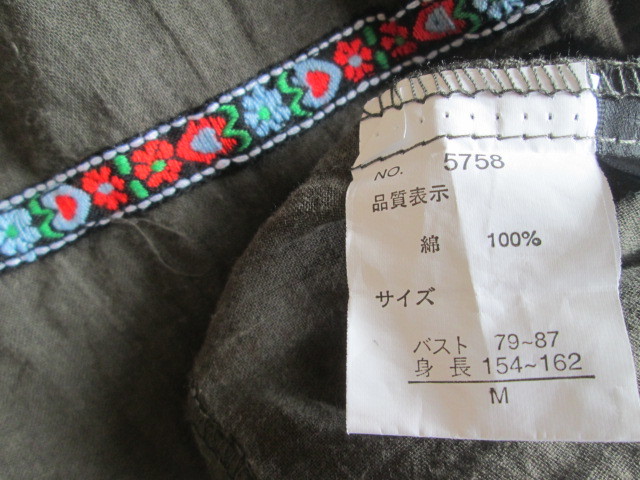 NO. 5758
品質表示
綿 100%
サイズ
バスト 79~87
身長 154~162
M